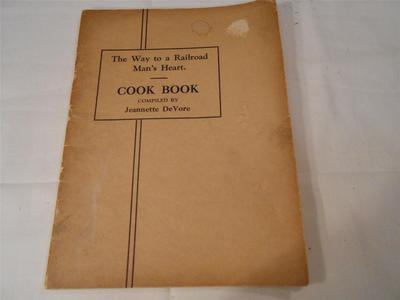 The Way to a Railroad
Man's Heart.
COOK BOOK
COMPILED BY
Jeannette DeVore